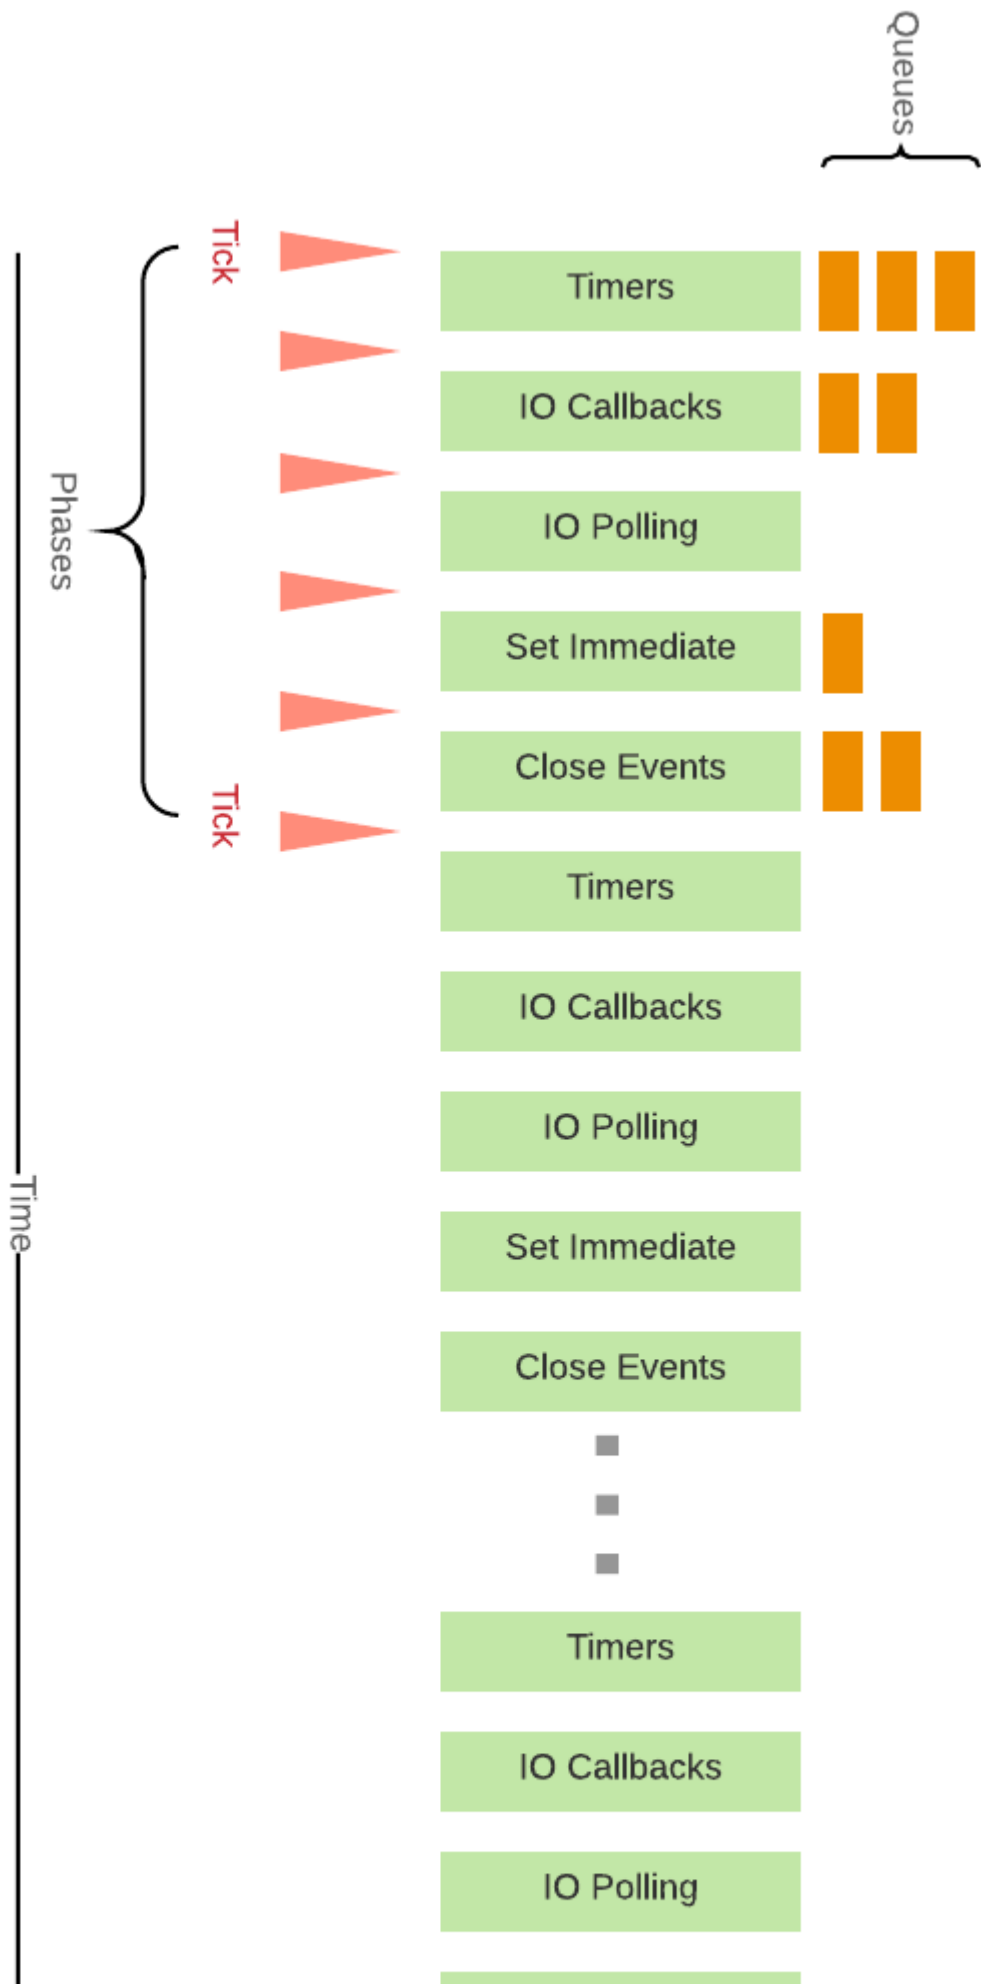 Queues
Tick
Timers
IO Callbacks
Phases
IO Polling
Set Immediate
Close Events
Tick
Timers
IO Callbacks
IO Polling
Time
Set Immediate
Close Events
Timers
IO Callbacks
IO Polling